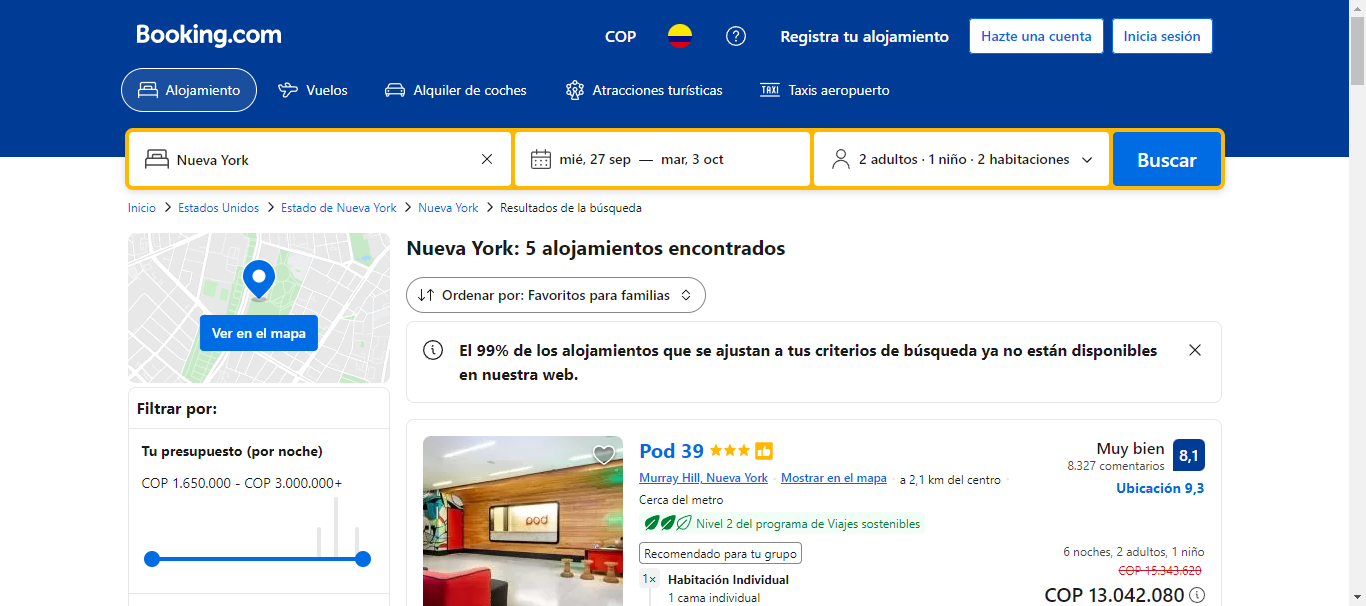 Booking.com
COP
Registra tu alojamiento
Hazte una cuenta
Inicia sesión
Alojamiento
Vuelos
Alquiler de coches
Atracciones turísticas
TAXI
Taxis aeropuerto
Nueva York
mié, 27 sep — mar, 3 oct
2 adultos · 1 niño · 2 habitaciones
Buscar
Inicio > Estados Unidos > Estado de Nueva York > Nueva York > Resultados de la búsqueda
Ver en el mapa
Filtrar por:
Tu presupuesto (por noche)
COP 1.650.000 - COP 3.000.000+
Nueva York: 5 alojamientos encontrados
Ordenar por: Favoritos para familias
El 99% de los alojamientos que se ajustan a tus criterios de búsqueda ya no están disponibles
en nuestra web.
pod
Pod 39
Murray Hill, Nueva York · Mostrar en el mapa · a 2,1 km del centro ·
Cerca del metro
Nivel 2 del programa de Viajes sostenibles
Recomendado para tu grupo
1× Habitación Individual
1 cama individual
Muy bien
8.327 comentarios
8,1
Ubicación 9,3
6 noches, 2 adultos, 1 niño
COP 15.343.620
COP 13.042.080